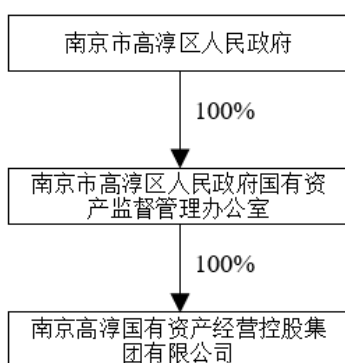 南京市高淳区人民政府
100%
南京市高淳区人民政府国有资
产监督管理办公室
100%
南京高淳国有资产经营控股集
团有限公司